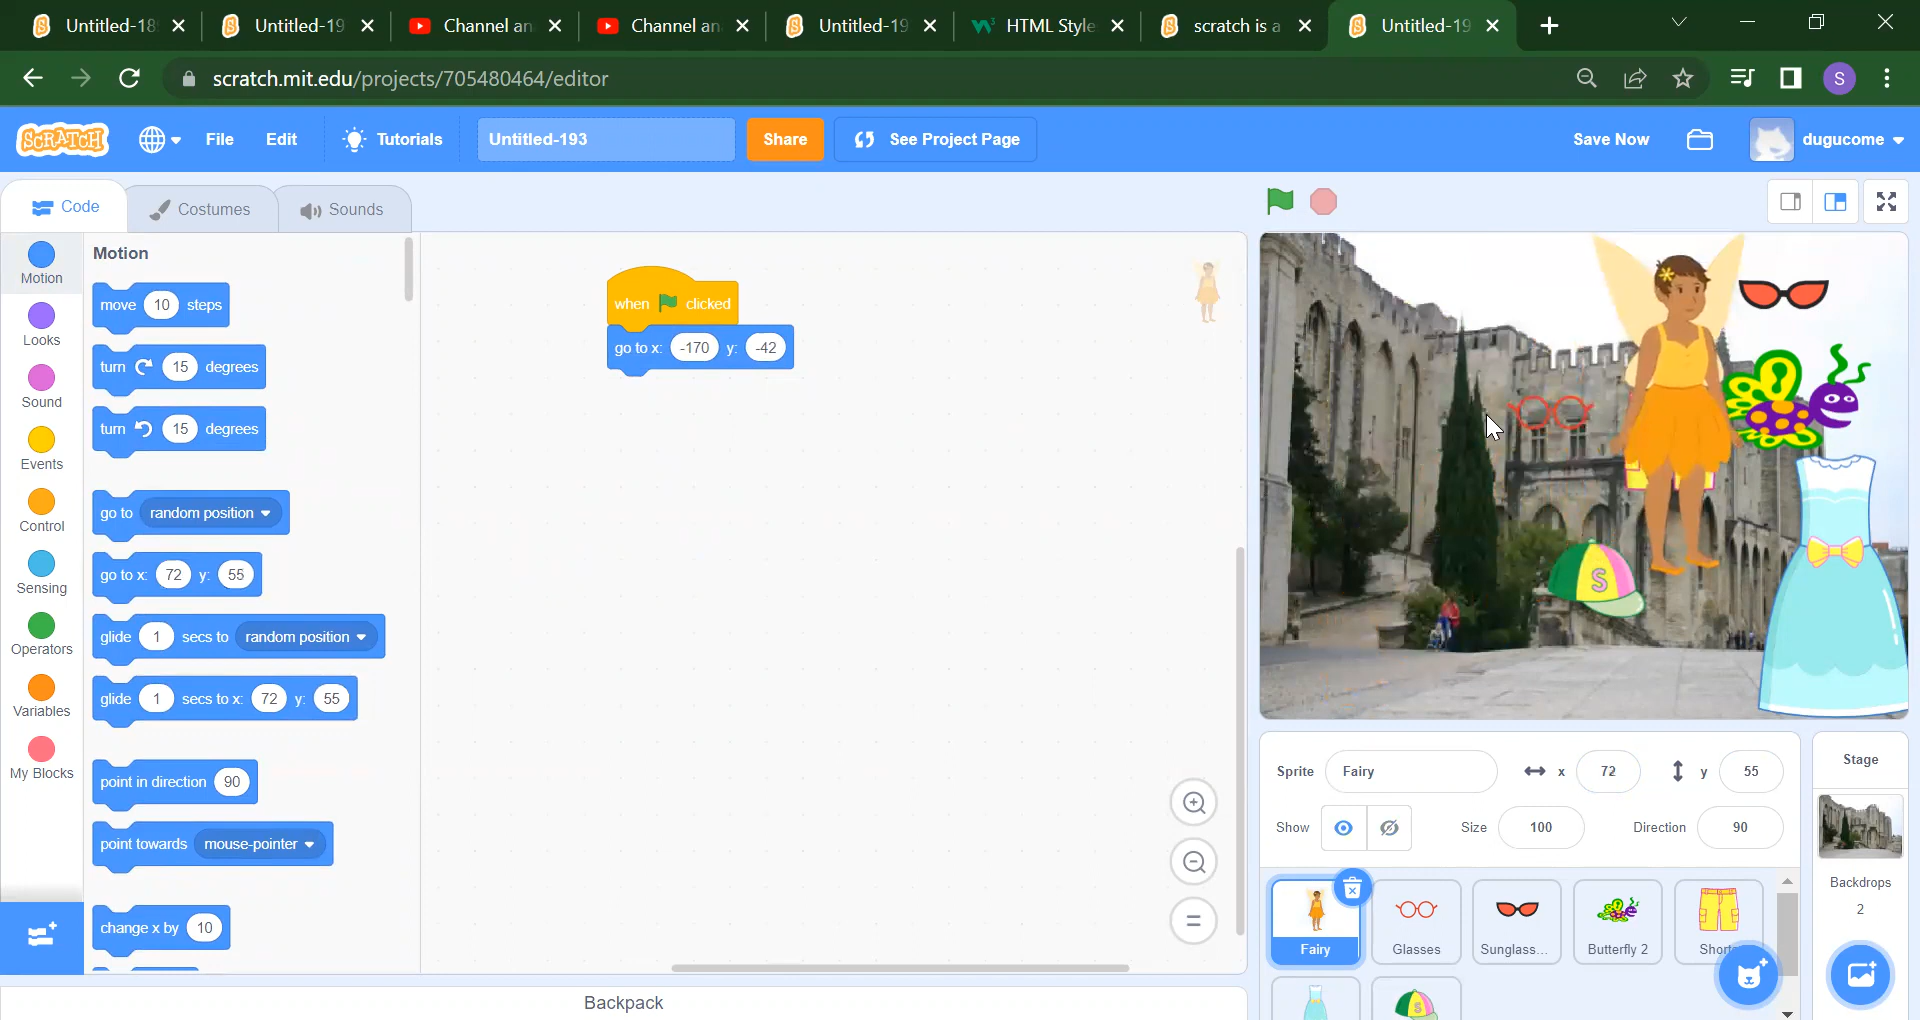 Untitled-18
Untitled-19
Channel an
Channel an
Untitled-19
HTML Style
scratch is a
Untitled-19
scratch.mit.edu/projects/705480464/editor
S
SCRATCH
File
Edit
Tutorials
Untitled-193
Share
See Project Page
Save Now
dugucome
Code
Costumes
Sounds
Motion
Looks
Sound
Events
Control
Sensing
Operators
Variables
My Blocks
Motion
move 10 steps
turn 15 degrees
turn 15 degrees
go to random position
go to x: 72 y: 55
glide 1 secs to random position
glide 1 secs to x: 72 y: 55
point in direction 90
point towards mouse-pointer
change x by 10
when clicked
go to x: -170 y: -42
S
Sprite Fairy x 72 y 55
Show Size 100 Direction 90
Fairy
Glasses
Sunglass...
Butterfly 2
Short
Stage
Backdrops
2
Backpack